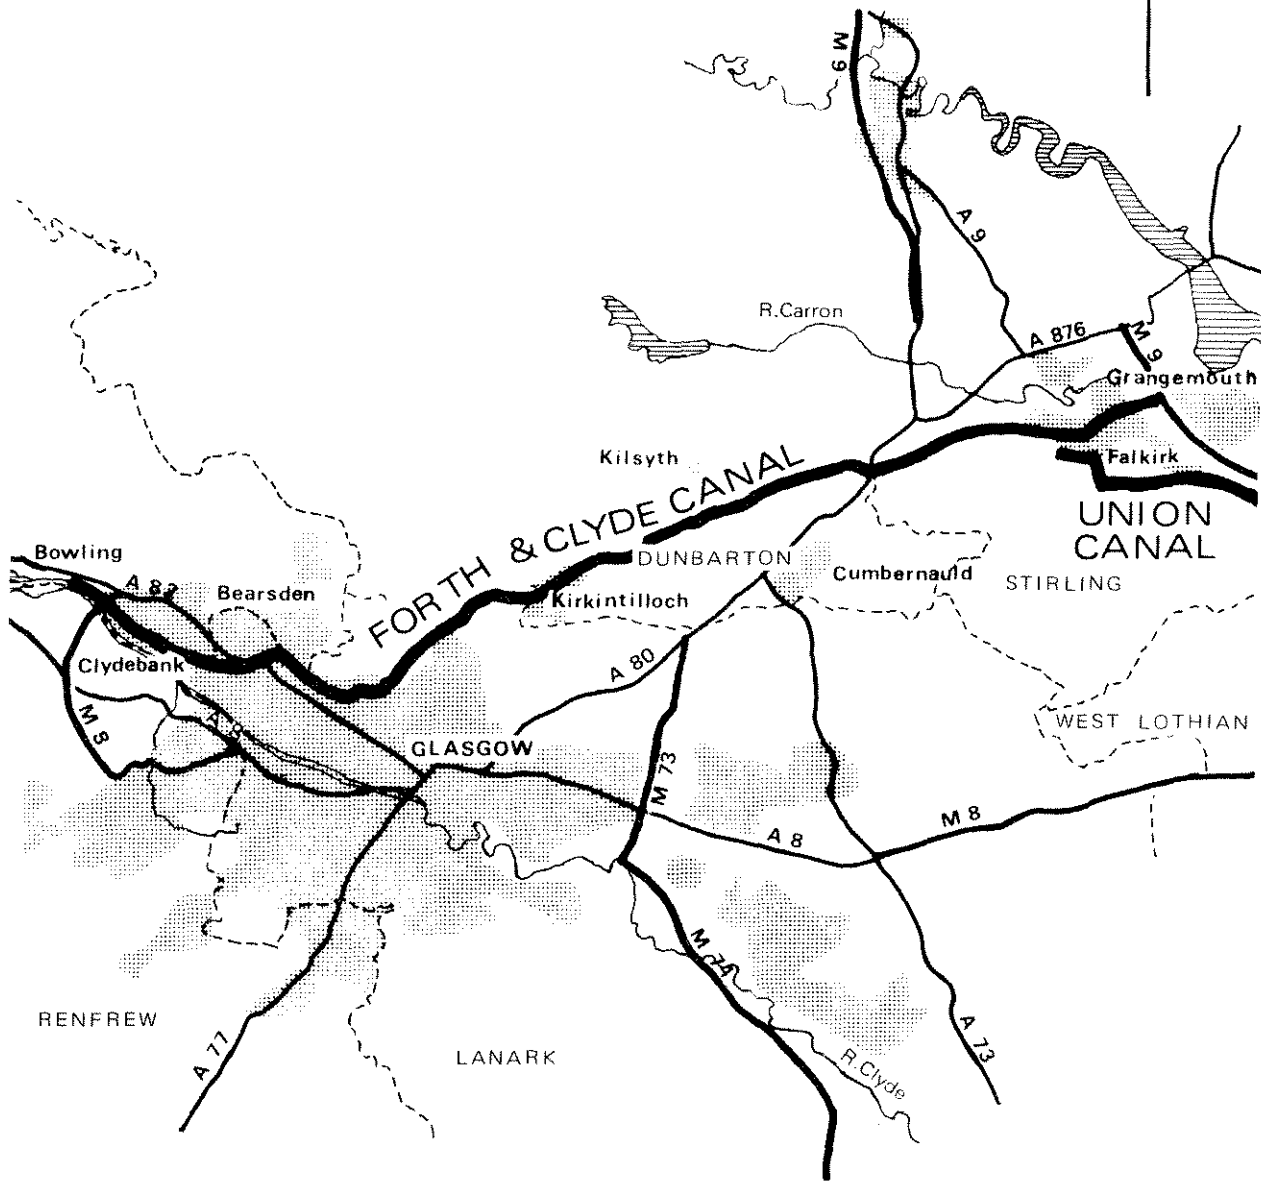 M 9
A 9
R.Carron
A 876
M 9
Grangemouth
Kilsyth
FORTH & CLYDE CANAL
Falkirk
UNION
CANAL
Bowling
DUNBARTON
A 82
Bearsden
Cumbernauld
STIRLING
Kirkintilloch
Clydebank
A 80
M 8
A 8
WEST LOTHIAN
GLASGOW
M 73
A 8
M 8
M 74
RENFREW
A 77
LANARK
A 73
R.Clyde